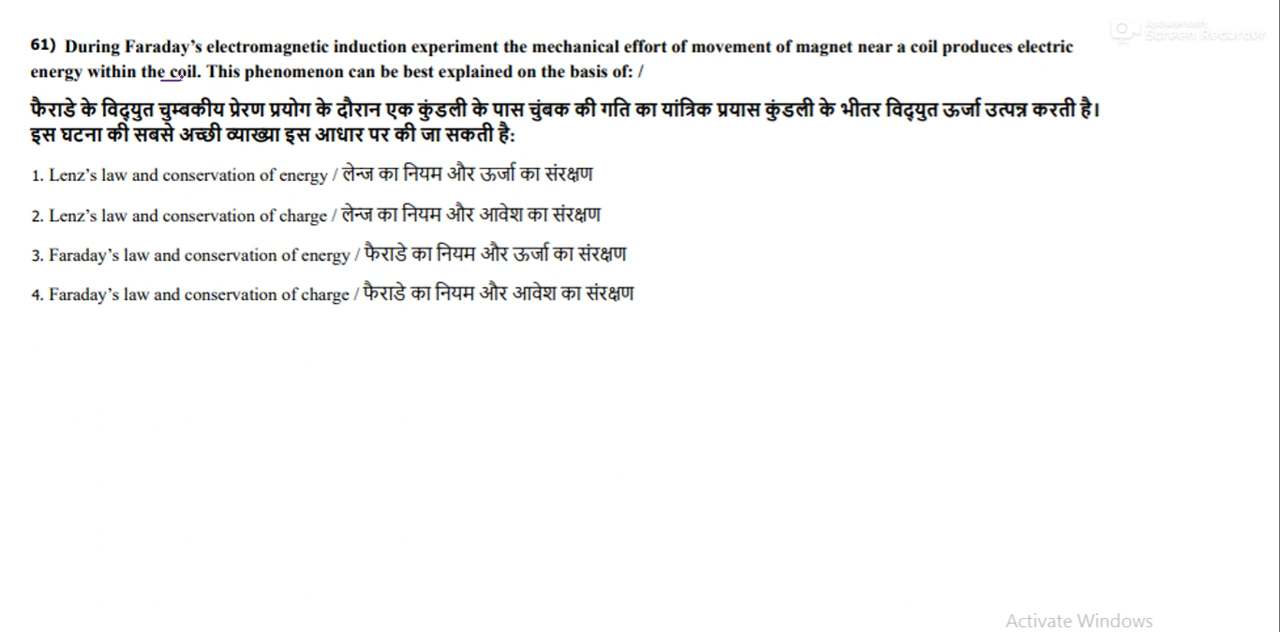 Screen Recorder
61) During Faraday's electromagnetic induction experiment the mechanical effort of movement of magnet near a coil produces electric
energy within the coil. This phenomenon can be best explained on the basis of: /
फैराडे के विद्युत चुम्बकीय प्रेरण प्रयोग के दौरान एक कुंडली के पास चुंबक की गति का यांत्रिक प्रयास कुंडली के भीतर विद्युत ऊर्जा उत्पन्न करती है।
इस घटना की सबसे अच्छी व्याख्या इस आधार पर की जा सकती है:
1. Lenz's law and conservation of energy / लेन्ज का नियम और ऊर्जा का संरक्षण
2. Lenz's law and conservation of charge / लेन्ज का नियम और आवेश का संरक्षण
3. Faraday's law and conservation of energy / फैराडे का नियम और ऊर्जा का संरक्षण
4. Faraday's law and conservation of charge / फैराडे का नियम और आवेश का संरक्षण
Activate Windows